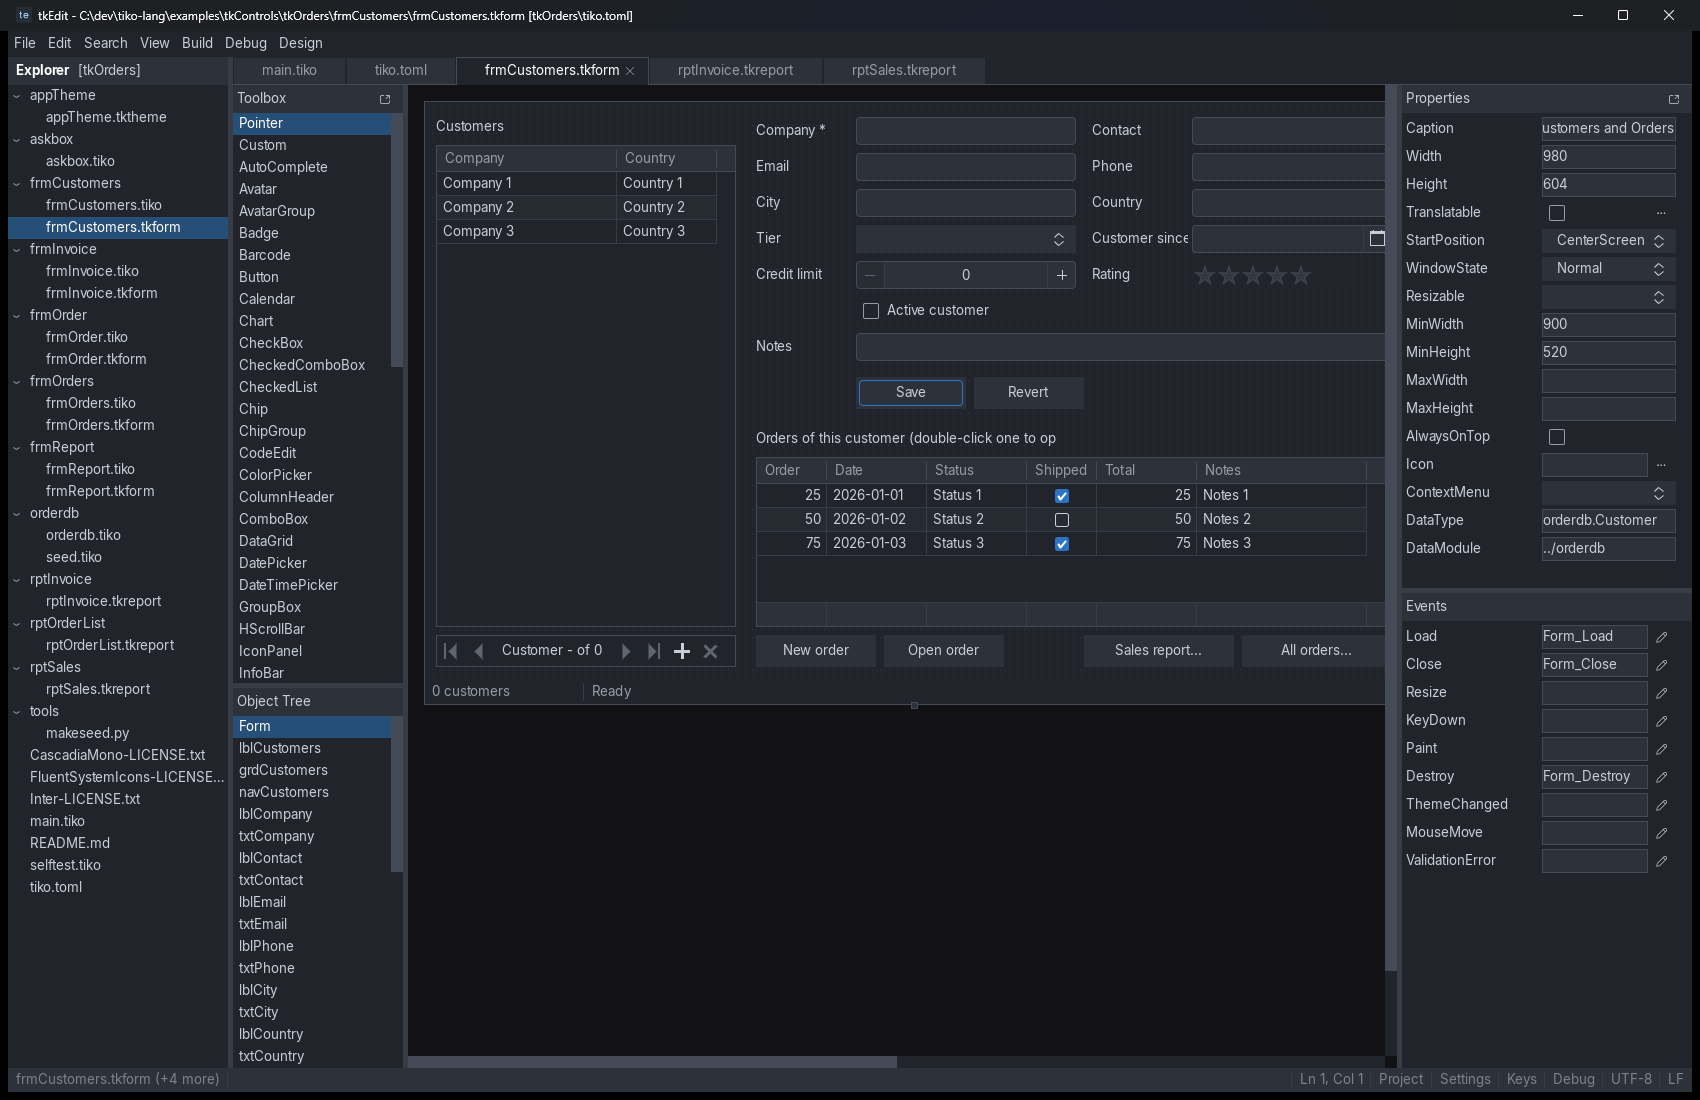 te tkEdit - C:\dev\tiko-lang\examples\tkControls\tkOrders\frmCustomers\frmCustomers.tkform [tkOrders\tiko.toml]
File Edit Search View Build Debug Design
Explorer [tkOrders]
main.tiko tiko.toml frmCustomers.tkform rptInvoice.tkreport rptSales.tkreport
appTheme
appTheme.tktheme
askbox
askbox.tiko
frmCustomers
frmCustomers.tiko
frmCustomers.tkform
frmInvoice
frmInvoice.tiko
frmInvoice.tkform
frmOrder
frmOrder.tiko
frmOrder.tkform
frmOrders
frmOrders.tiko
frmOrders.tkform
frmReport
frmReport.tiko
frmReport.tkform
orderdb
orderdb.tiko
seed.tiko
rptInvoice
rptInvoice.tkreport
rptOrderList
rptOrderList.tkreport
rptSales
rptSales.tkreport
tools
makeseed.py
CascadiaMono-LICENSE.txt
FluentSystemIcons-LICENSE...
Inter-LICENSE.txt
main.tiko
README.md
selftest.tiko
tiko.toml
Toolbox
Pointer
Custom
AutoComplete
Avatar
AvatarGroup
Badge
Barcode
Button
Calendar
Chart
CheckBox
CheckedComboBox
CheckedList
Chip
ChipGroup
CodeEdit
ColorPicker
ColumnHeader
ComboBox
DataGrid
DatePicker
DateTimePicker
GroupBox
HScrollBar
IconPanel
InfoBar
Object Tree
Form
lblCustomers
grdCustomers
navCustomers
lblCompany
txtCompany
lblContact
txtContact
lblEmail
txtEmail
lblPhone
txtPhone
lblCity
txtCity
lblCountry
txtCountry
Customers
Company Country
Company 1 Country 1
Company 2 Country 2
Company 3 Country 3
Customer - of 0
0 customers Ready
Company * Contact
Email Phone
City Country
Tier Customer since
Credit limit 0 Rating
Active customer
Notes
Save Revert
Orders of this customer (double-click one to op
Order Date Status Shipped Total Notes
25 2026-01-01 Status 1 25 Notes 1
50 2026-01-02 Status 2 50 Notes 2
75 2026-01-03 Status 3 75 Notes 3
New order Open order Sales report... All orders...
Properties
Caption ustomers and Orders
Width 980
Height 604
Translatable ...
StartPosition CenterScreen
WindowState Normal
Resizable
MinWidth 900
MinHeight 520
MaxWidth
MaxHeight
AlwaysOnTop
Icon ...
ContextMenu
DataType orderdb.Customer
DataModule ../orderdb
Events
Load Form_Load
Close Form_Close
Resize
KeyDown
Paint
Destroy Form_Destroy
ThemeChanged
MouseMove
ValidationError
frmCustomers.tkform (+4 more) Ln 1, Col 1 Project Settings Keys Debug UTF-8 LF